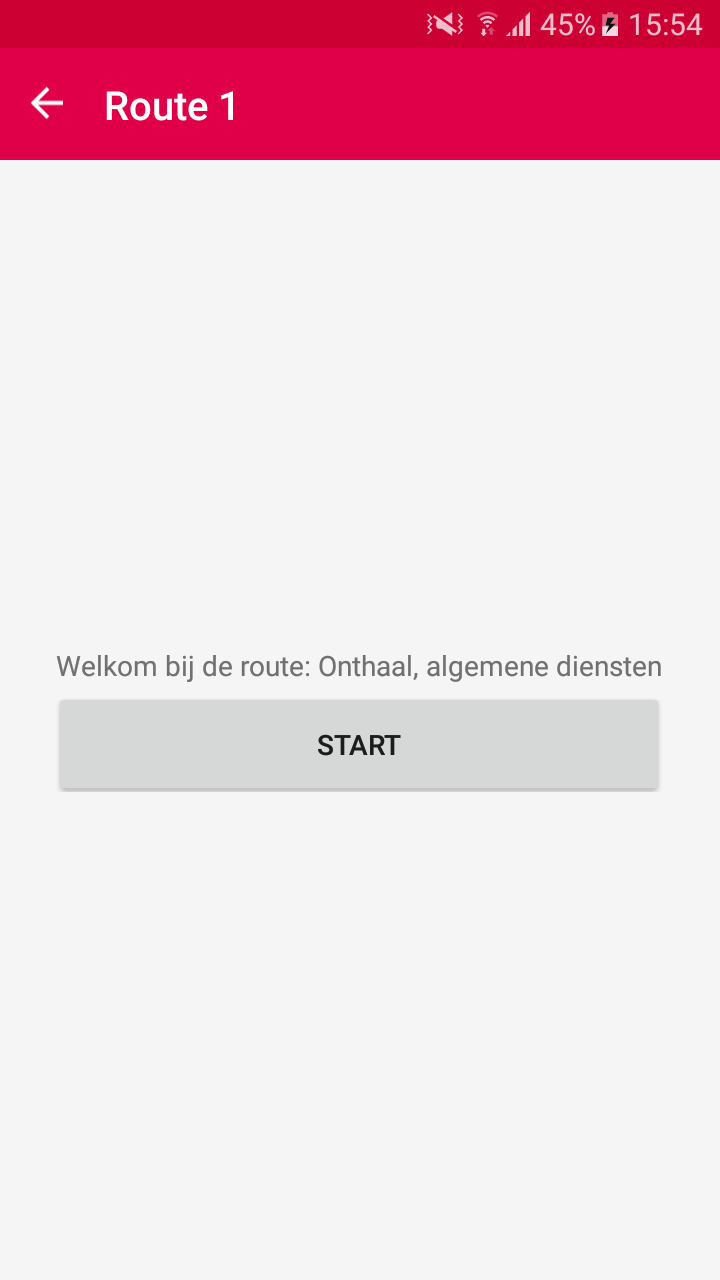 45% 15:54
Route 1
Welkom bij de route: Onthaal, algemene diensten
START